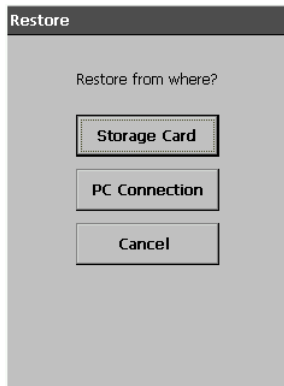 Restore
Restore from where?
Storage Card
PC Connection
Cancel